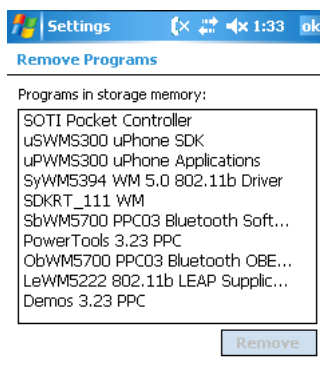 Settings 1:33 ok
Remove Programs
Programs in storage memory:
SOTI Pocket Controller
uSWMS300 uPhone SDK
uPWMS300 uPhone Applications
SyWM5394 WM 5.0 802.11b Driver
SDKRT_111 WM
SbWM5700 PPC03 Bluetooth Soft...
PowerTools 3.23 PPC
ObWM5700 PPC03 Bluetooth OBE...
LeWM5222 802.11b LEAP Supplic...
Demos 3.23 PPC
Remove